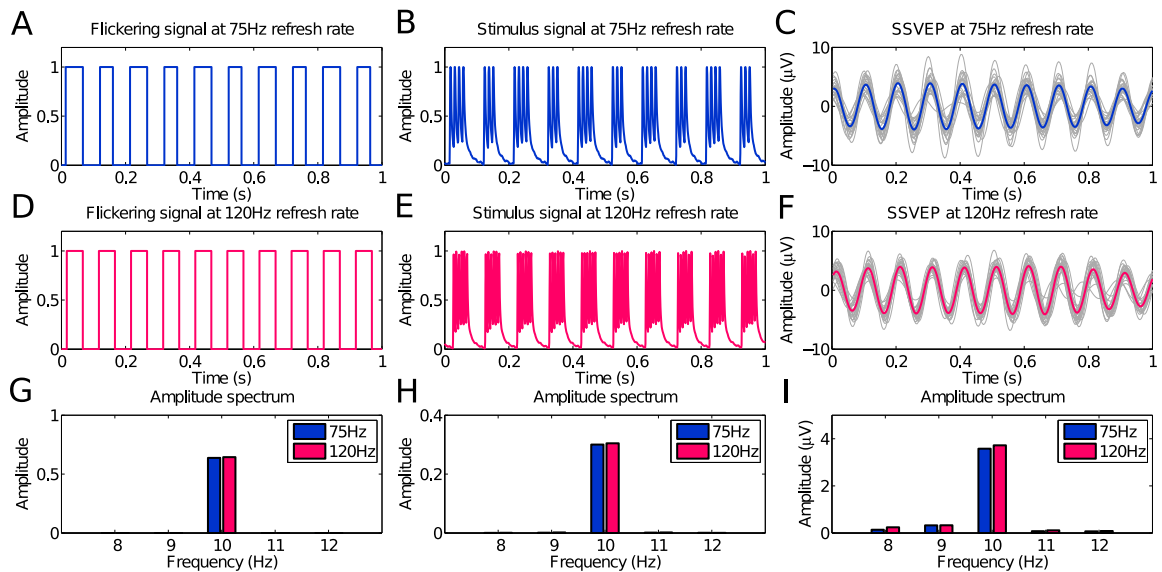 A
Flickering signal at 75Hz refresh rate
Amplitude
1
0.5
0
0 0.2 0.4 0.6 0.8 1
Time (s)
B
Stimulus signal at 75Hz refresh rate
Amplitude
1
0.5
0
0 0.2 0.4 0.6 0.8 1
Time (s)
C
SSVEP at 75Hz refresh rate
Amplitude (μV)
10
0
−10
0 0.2 0.4 0.6 0.8 1
Time (s)
D
Flickering signal at 120Hz refresh rate
Amplitude
1
0.5
0
0 0.2 0.4 0.6 0.8 1
Time (s)
E
Stimulus signal at 120Hz refresh rate
Amplitude
1
0.5
0
0 0.2 0.4 0.6 0.8 1
Time (s)
F
SSVEP at 120Hz refresh rate
Amplitude (μV)
10
0
−10
0 0.2 0.4 0.6 0.8 1
Time (s)
G
Amplitude spectrum
Amplitude
1
0.5
0
75Hz
120Hz
8 9 10 11 12
Frequency (Hz)
H
Amplitude spectrum
Amplitude
0.4
0.2
0
75Hz
120Hz
8 9 10 11 12
Frequency (Hz)
I
Amplitude spectrum
Amplitude (μV)
4
2
0
75Hz
120Hz
8 9 10 11 12
Frequency (Hz)